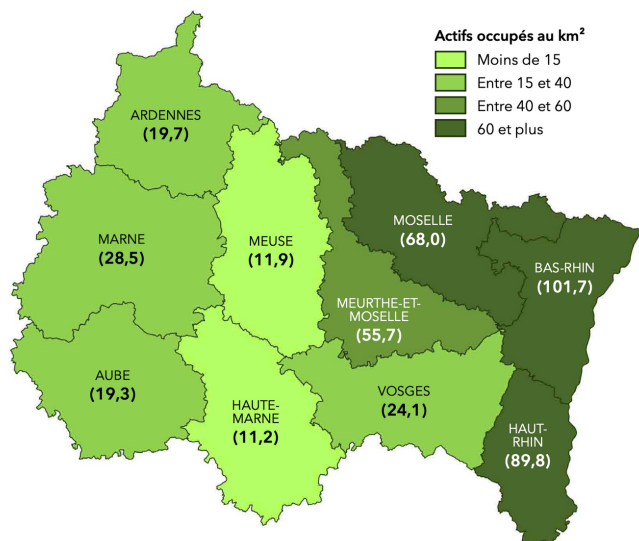 Actifs occupés au km²
Moins de 15
Entre 15 et 40
Entre 40 et 60
60 et plus
ARDENNES
(19,7)
MARNE
(28,5)
MEUSE
(11,9)
MOSELLE
(68,0)
BAS-RHIN
(101,7)
MEURTHE-ET-
MOSELLE
(55,7)
AUBE
(19,3)
HAUTE-
MARNE
(11,2)
VOSGES
(24,1)
HAUT-
RHIN
(89,8)